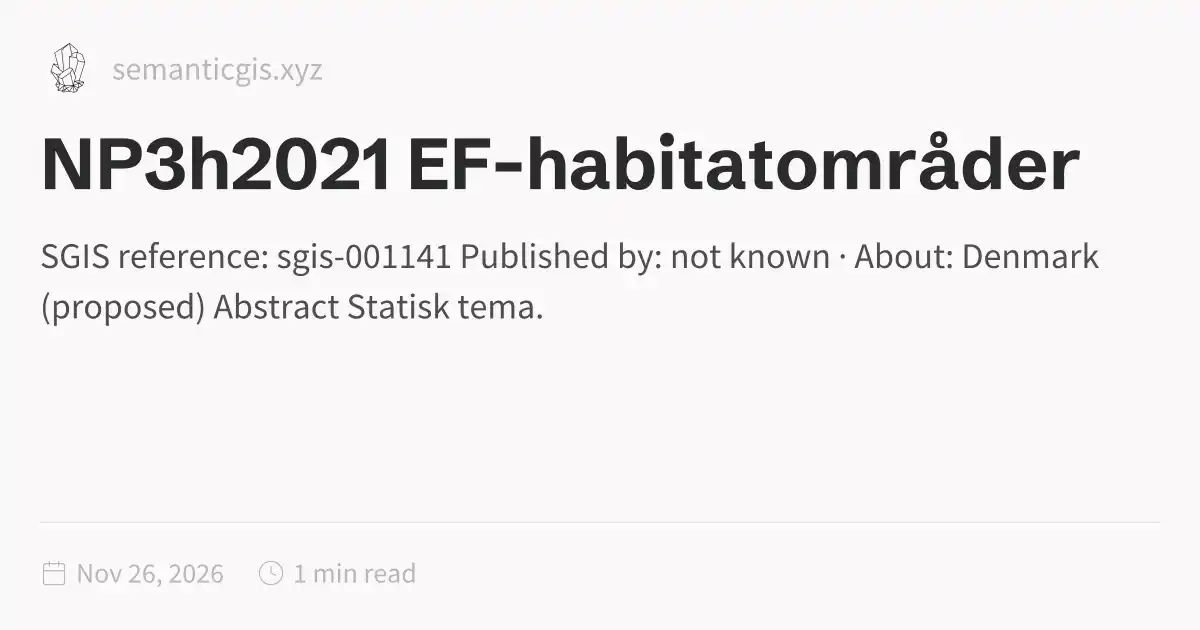 semanticgis.xyz
NP3h2021 EF-habitatområder
SGIS reference: sgis-001141 Published by: not known · About: Denmark
(proposed) Abstract Statisk tema.
Nov 26, 2026 1 min read